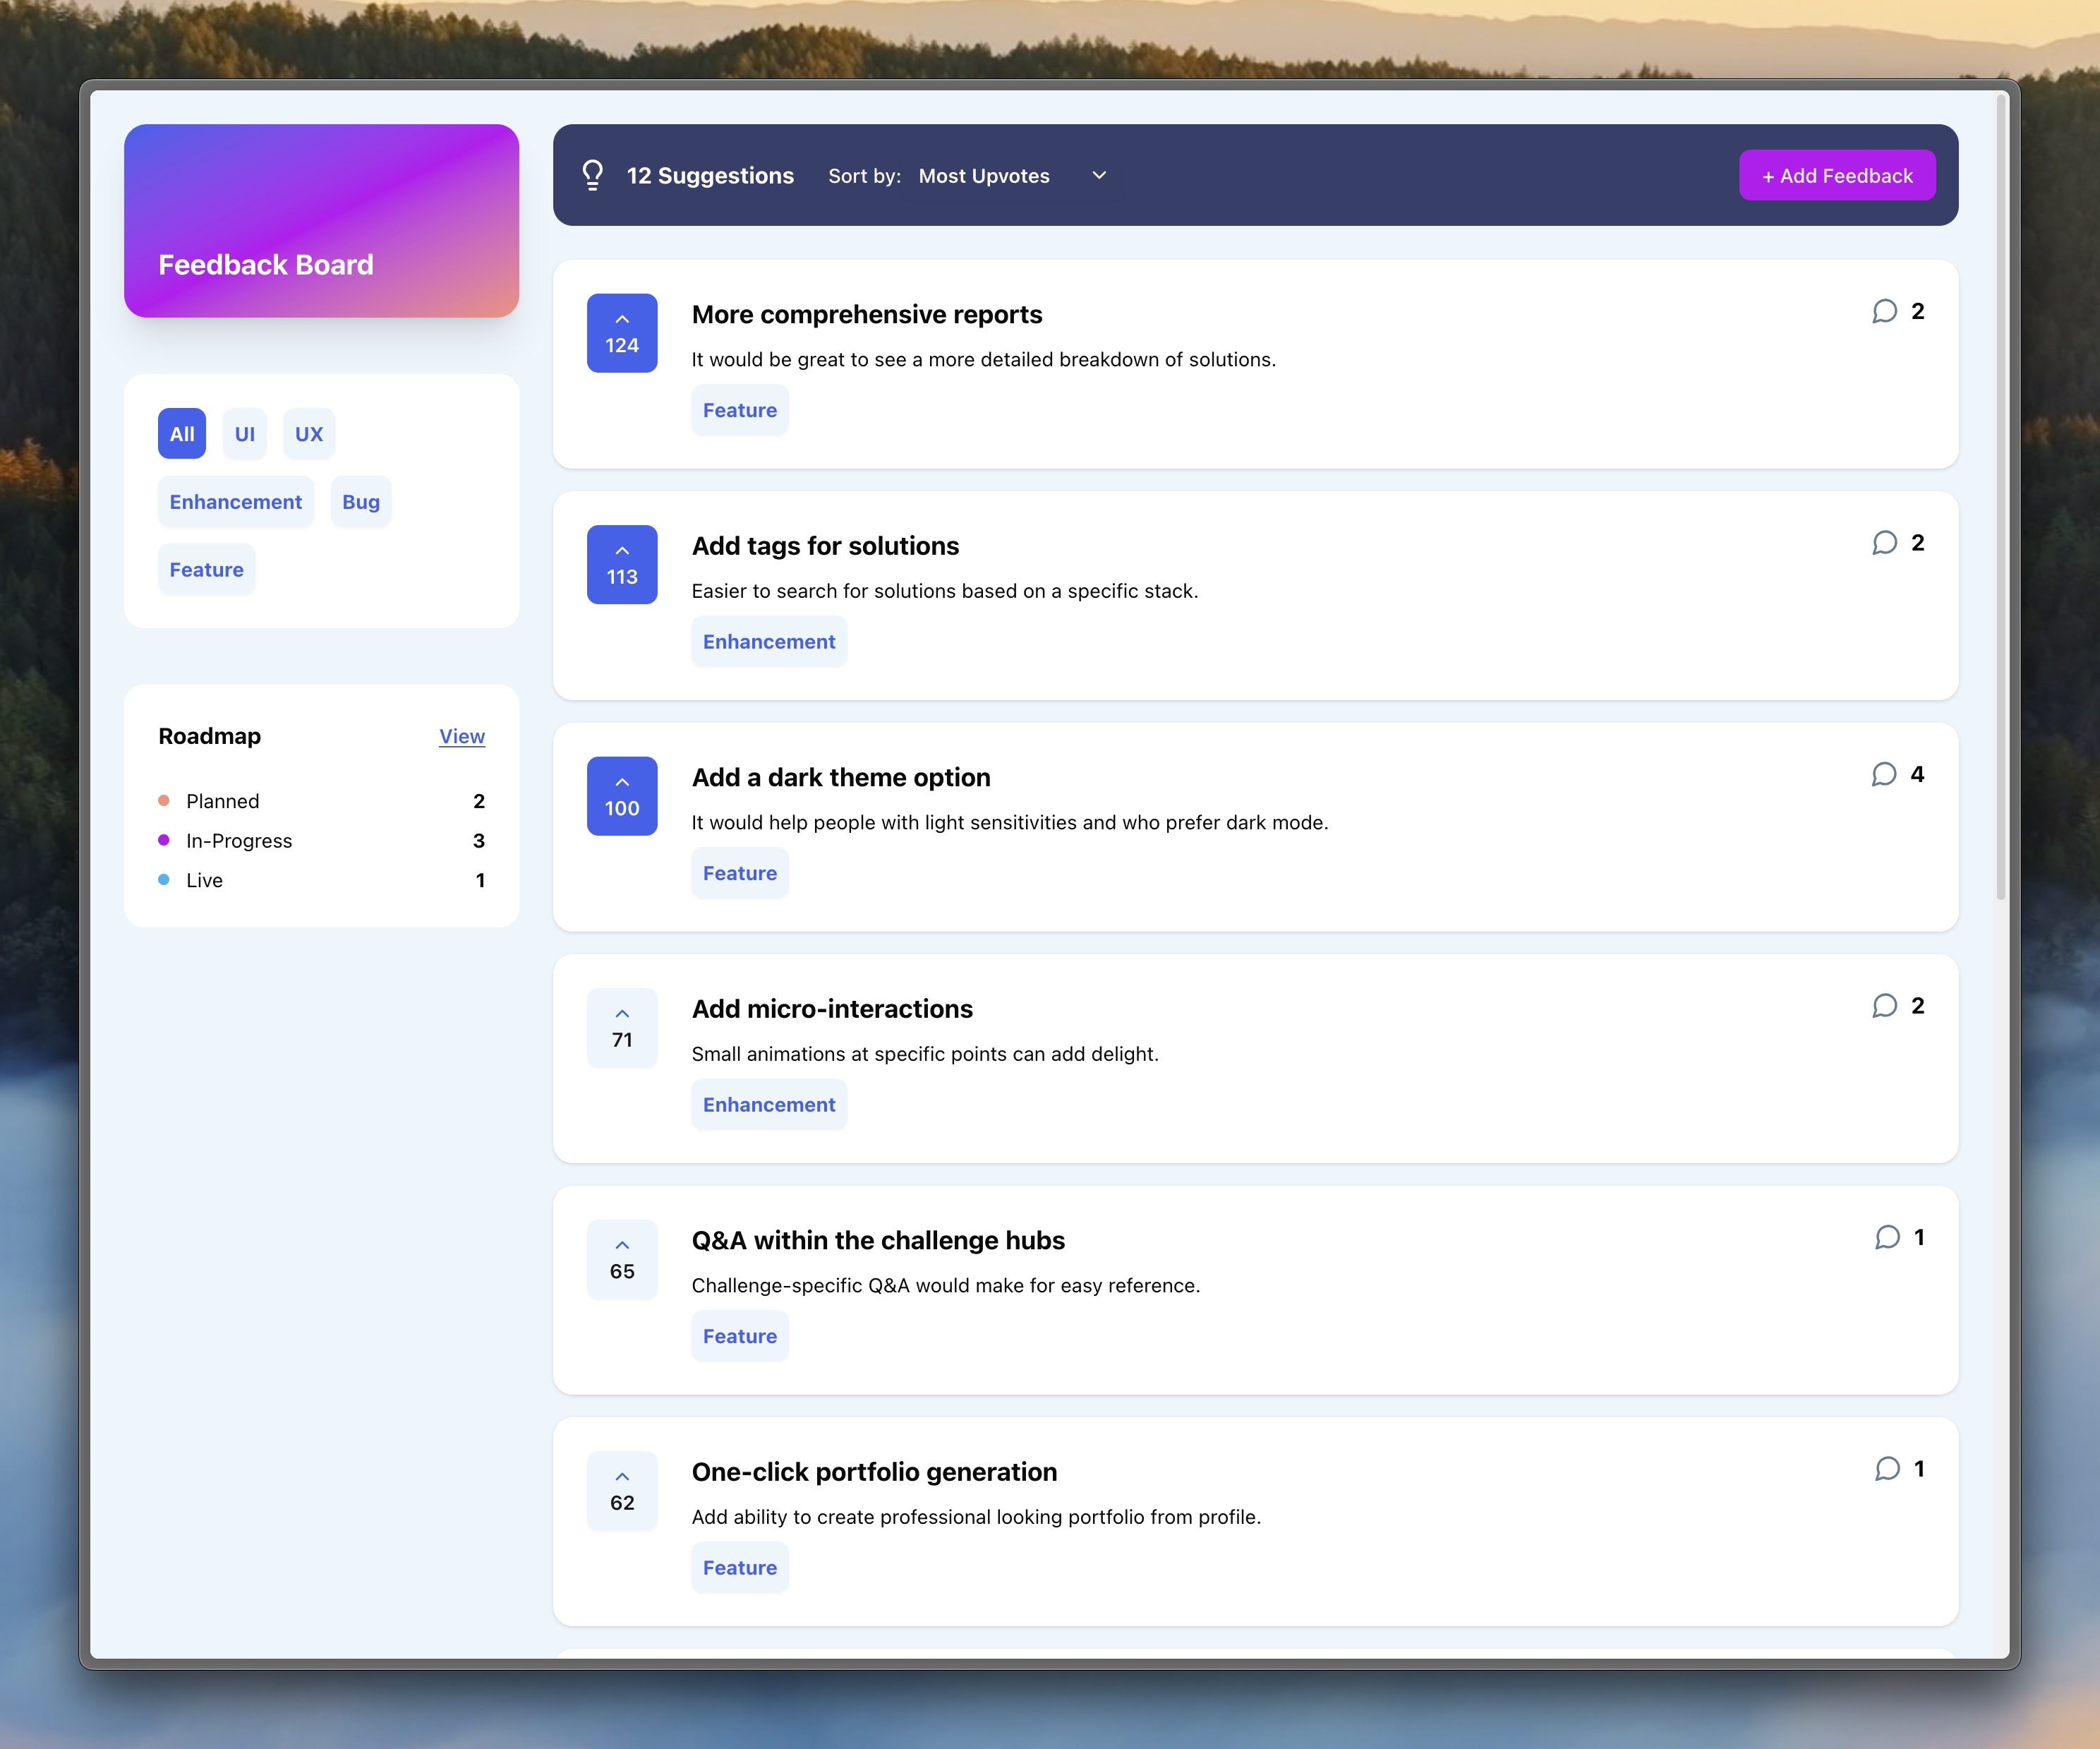 Feedback Board
All UI UX
Enhancement Bug
Feature
Roadmap View
Planned 2
In-Progress 3
Live 1
12 Suggestions Sort by: Most Upvotes + Add Feedback
124
More comprehensive reports
2
It would be great to see a more detailed breakdown of solutions.
Feature
113
Add tags for solutions
2
Easier to search for solutions based on a specific stack.
Enhancement
100
Add a dark theme option
4
It would help people with light sensitivities and who prefer dark mode.
Feature
71
Add micro-interactions
2
Small animations at specific points can add delight.
Enhancement
65
Q&A within the challenge hubs
1
Challenge-specific Q&A would make for easy reference.
Feature
62
One-click portfolio generation
1
Add ability to create professional looking portfolio from profile.
Feature